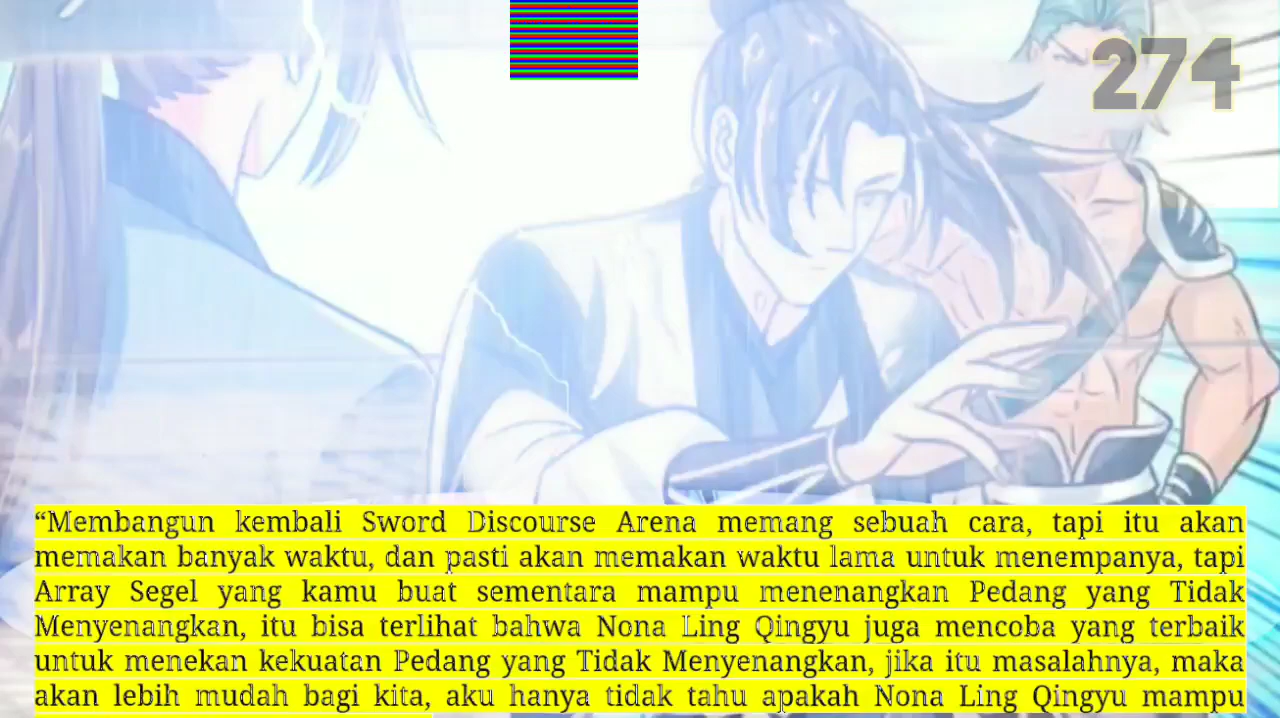 274
“Membangun kembali Sword Discourse Arena memang sebuah cara, tapi itu akan
memakan banyak waktu, dan pasti akan memakan waktu lama untuk menempanya, tapi
Array Segel yang kamu buat sementara mampu menenangkan Pedang yang Tidak
Menyenangkan, itu bisa terlihat bahwa Nona Ling Qingyu juga mencoba yang terbaik
untuk menekan kekuatan Pedang yang Tidak Menyenangkan, jika itu masalahnya, maka
akan lebih mudah bagi kita, aku hanya tidak tahu apakah Nona Ling Qingyu mampu